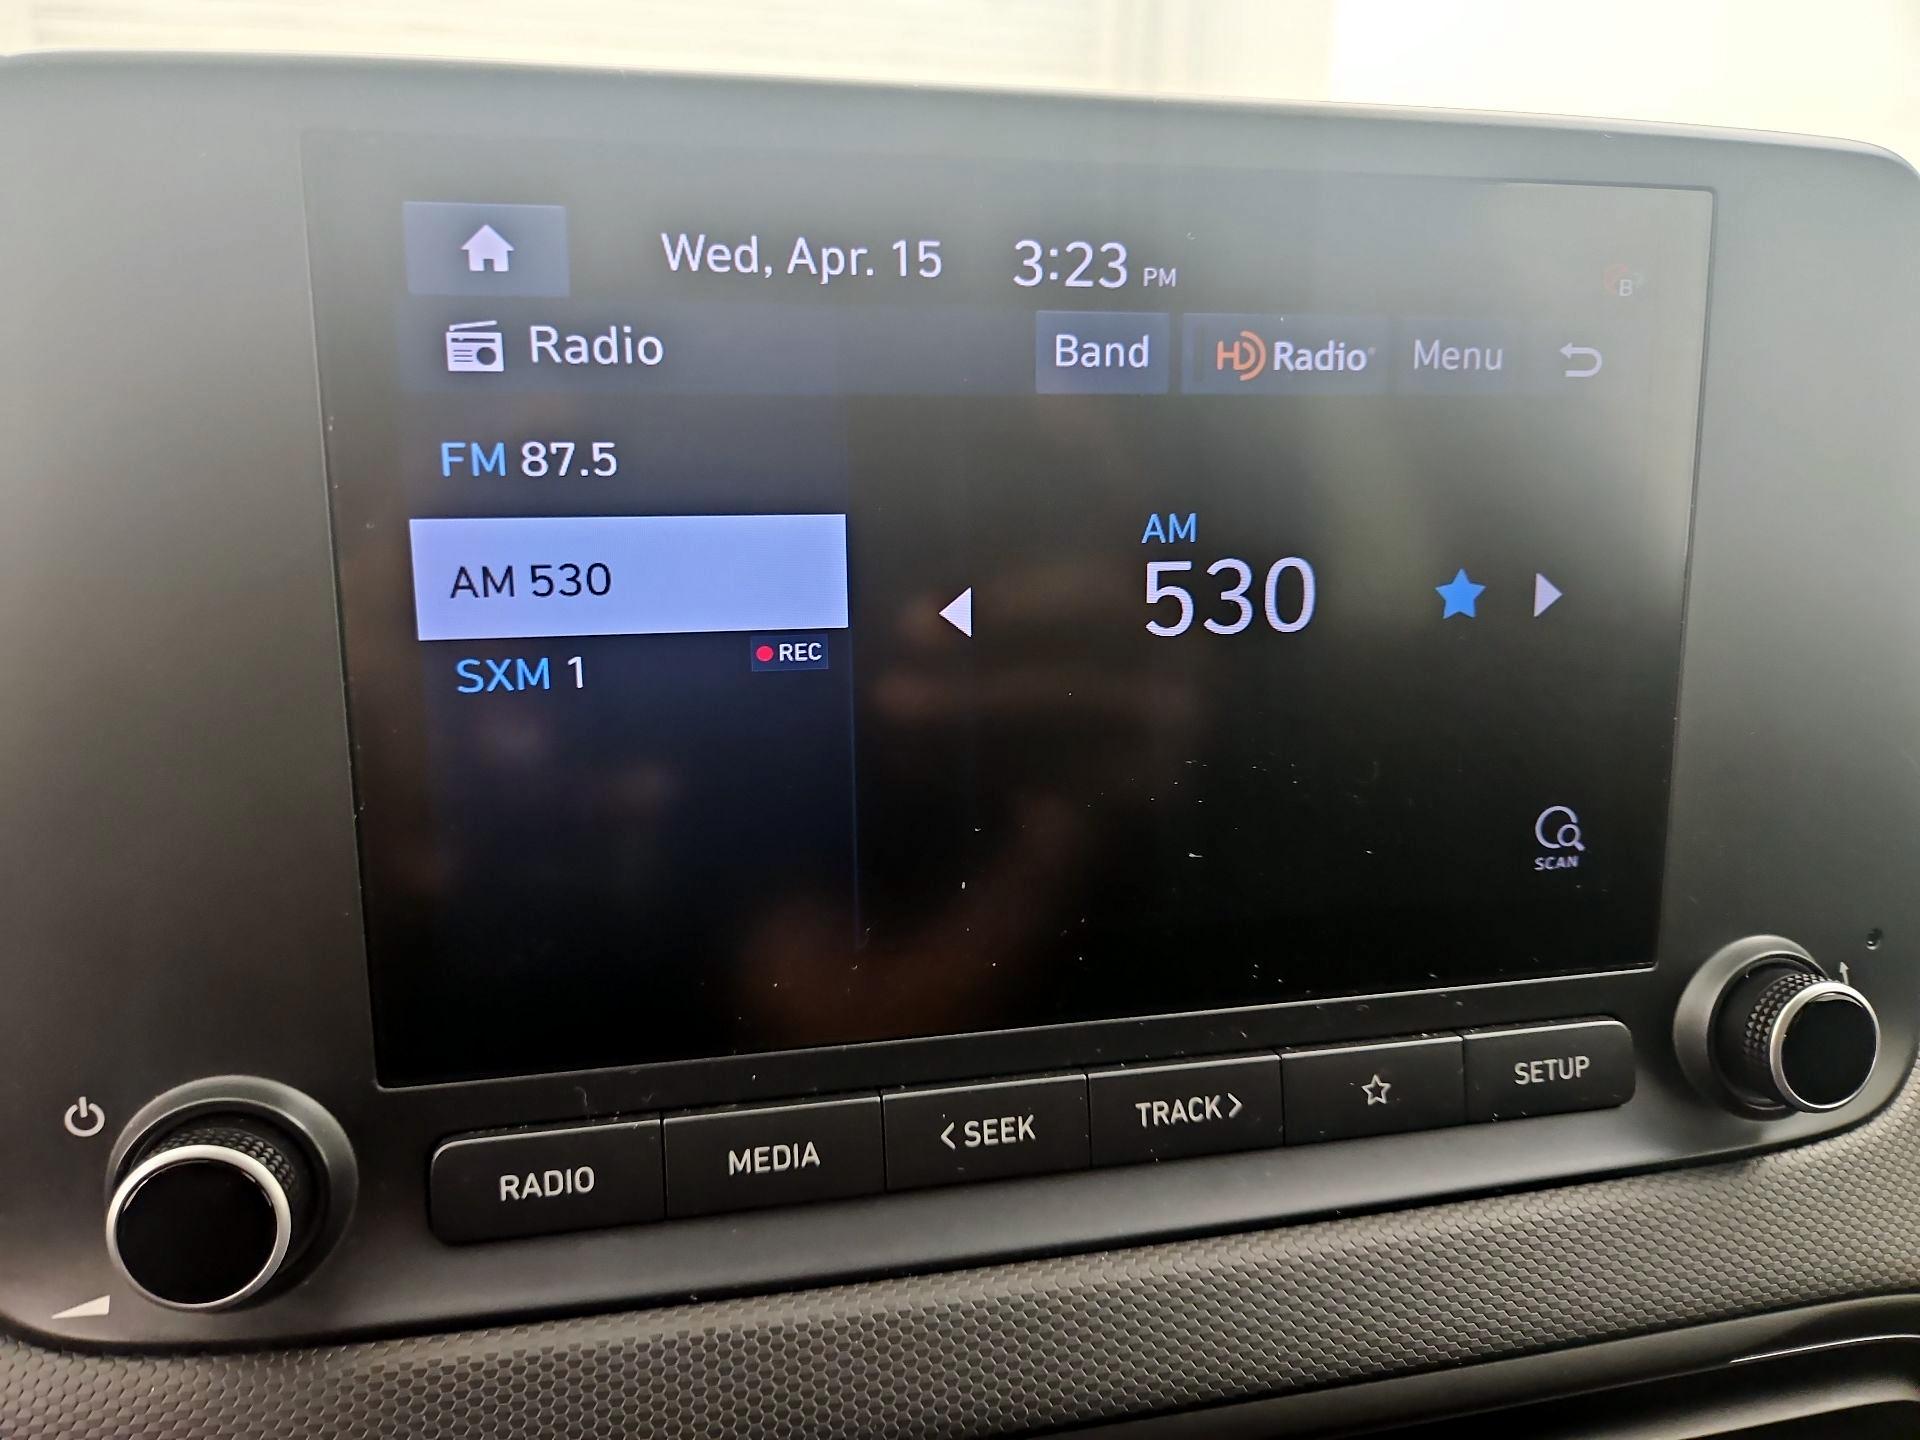 Wed, Apr. 15 3:23 PM
B
Radio Band HD Radio Menu
FM 87.5
AM 530
REC
SXM 1
AM
530
SCAN
RADIO MEDIA < SEEK TRACK > SETUP